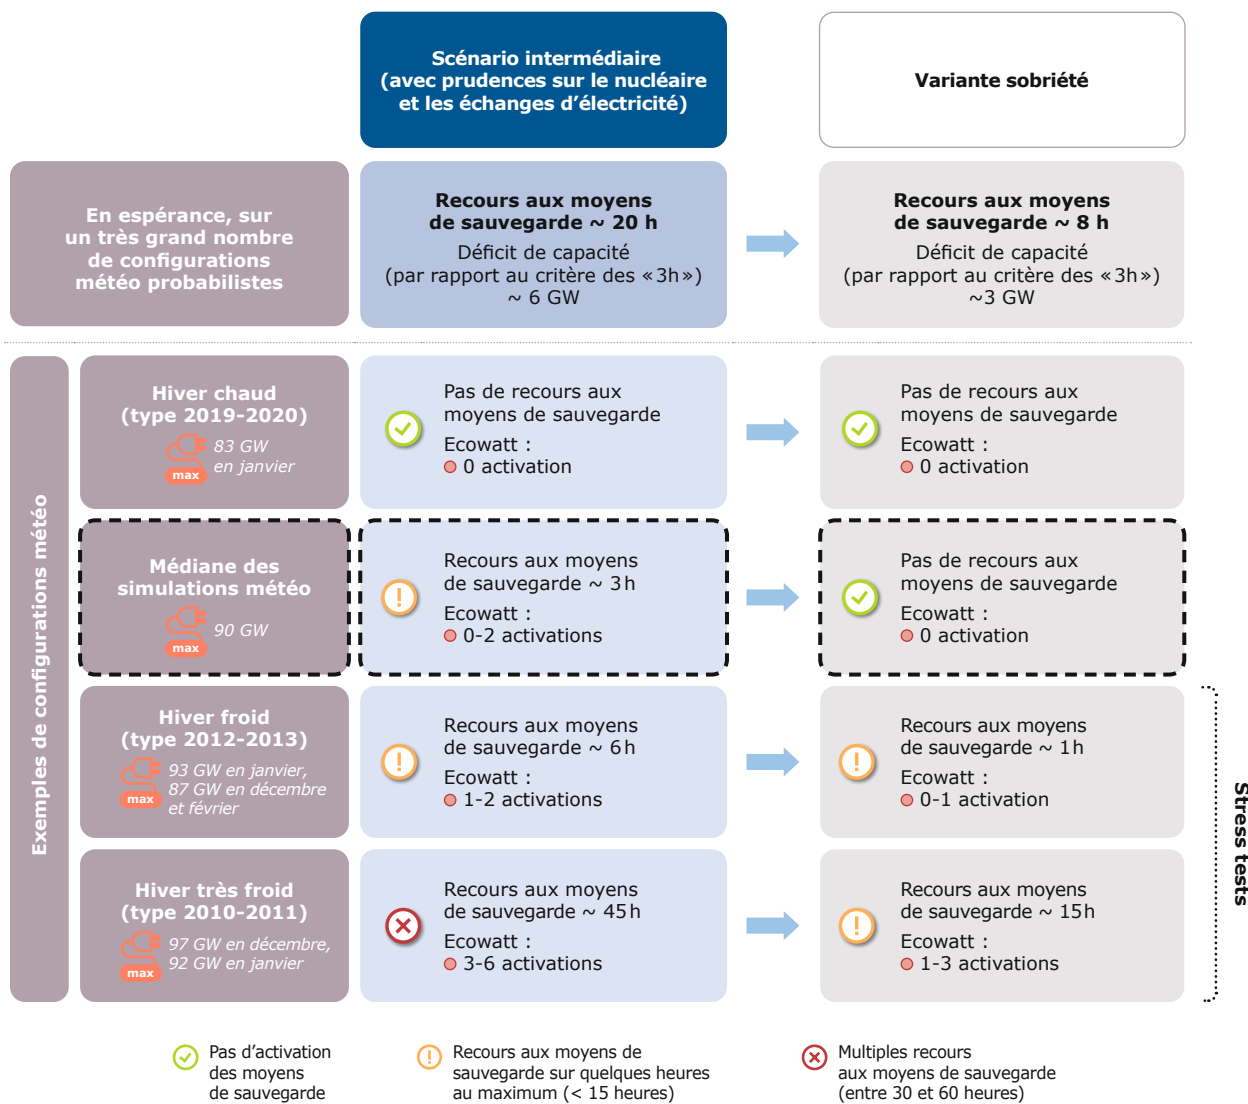 Scénario intermédiaire
(avec prudences sur le nucléaire
et les échanges d'électricité)
Variante sobriété
En espérance, sur
un très grand nombre
de configurations
météo probabilistes
Recours aux moyens
de sauvegarde ~ 20 h
Déficit de capacité
(par rapport au critère des «3h»)
~ 6 GW
Recours aux moyens
de sauvegarde ~ 8 h
Déficit de capacité
(par rapport au critère des «3h»)
~3 GW
Exemples de configurations météo
Hiver chaud
(type 2019-2020)
83 GW
en janvier
max
Pas de recours aux
moyens de sauvegarde
Ecowatt :
0 activation
Pas de recours aux
moyens de sauvegarde
Ecowatt :
0 activation
Médiane des
simulations météo
90 GW
max
Recours aux moyens
de sauvegarde ~ 3h
Ecowatt :
0-2 activations
Pas de recours aux
moyens de sauvegarde
Ecowatt :
0 activation
Hiver froid
(type 2012-2013)
93 GW en janvier,
87 GW en décembre
et février
max
Recours aux moyens
de sauvegarde ~ 6h
Ecowatt :
1-2 activations
Recours aux moyens
de sauvegarde ~ 1h
Ecowatt :
0-1 activation
Hiver très froid
(type 2010-2011)
97 GW en décembre,
92 GW en janvier
max
Recours aux moyens
de sauvegarde ~ 45h
Ecowatt :
3-6 activations
Recours aux moyens
de sauvegarde ~ 15h
Ecowatt :
1-3 activations
Stress tests
Pas d'activation
des moyens
de sauvegarde
Recours aux moyens de
sauvegarde sur quelques heures
au maximum (< 15 heures)
Multiples recours
aux moyens de sauvegarde
(entre 30 et 60 heures)